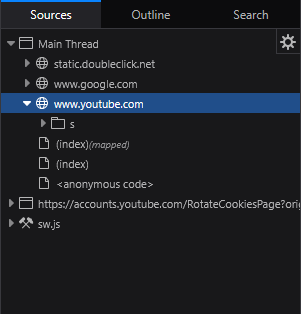 Sources Outline Search
Main Thread
static.doubleclick.net
www.google.com
www.youtube.com
s
(index)(mapped)
(index)
<anonymous code>
https://accounts.youtube.com/RotateCookiesPage?orig
sw.js